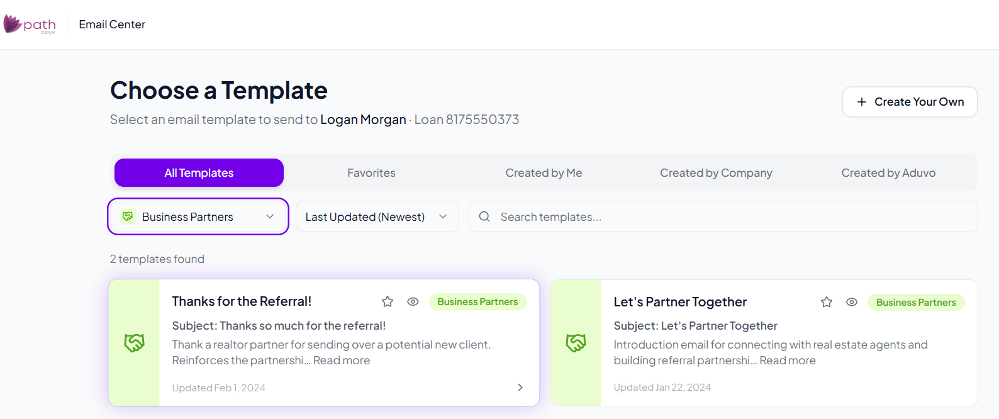 path
calyx
Email Center
Choose a Template
Select an email template to send to Logan Morgan · Loan 8175550373
+ Create Your Own
All Templates
Favorites
Created by Me
Created by Company
Created by Aduvo
Business Partners
Last Updated (Newest)
Search templates...
2 templates found
Thanks for the Referral!
Business Partners
Subject: Thanks so much for the referral!
Thank a realtor partner for sending over a potential new client.
Reinforces the partnershi... Read more
Updated Feb 1, 2024
Let's Partner Together
Business Partners
Subject: Let's Partner Together
Introduction email for connecting with real estate agents and
building referral partnershi... Read more
Updated Jan 22, 2024